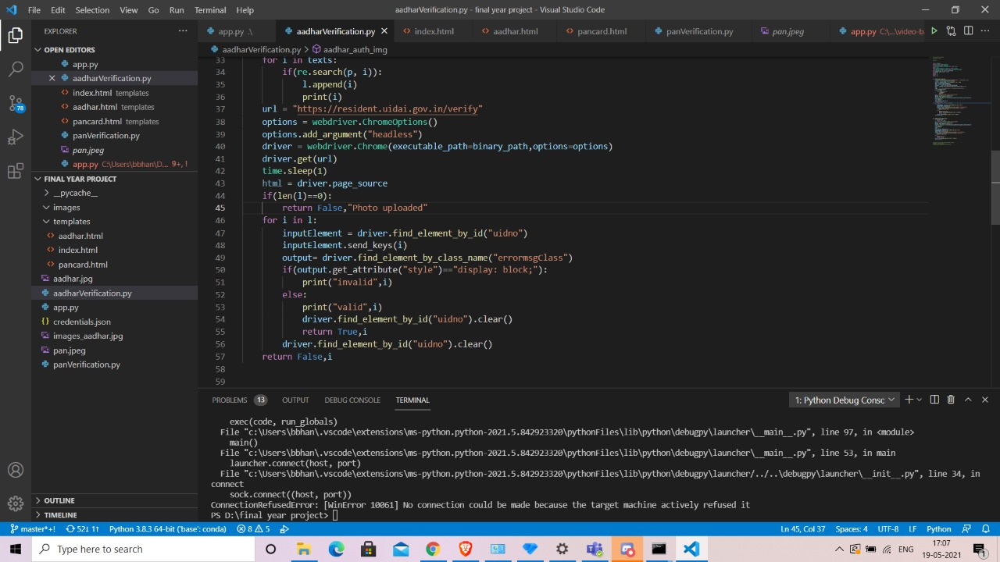 File Edit Selection View Go Run Terminal Help
aadharVerification.py - final year project - Visual Studio Code
EXPLORER
OPEN EDITORS
app.py
aadharVerification.py
index.html templates
aadhar.html templates
pancard.html templates
panVerification.py
pan.jpeg
app.py C:\Users\bbhan\D... 9+, !
FINAL YEAR PROJECT
__pycache__
images
templates
aadhar.html
index.html
pancard.html
aadhar.jpg
aadharVerification.py
app.py
credentials.json
images_aadhar.jpg
pan.jpeg
panVerification.py
OUTLINE
TIMELINE
78
app.py .\ aadharVerification.py index.html aadhar.html pancard.html panVerification.py pan.jpeg app.py C:\...\video-b
aadharVerification.py > aadhar_auth_img
33 for i in texts:
34 if(re.search(p, i)):
35 l.append(i)
36 print(i)
37 url = "https://resident.uidai.gov.in/verify"
38 options = webdriver.ChromeOptions()
39 options.add_argument("headless")
40 driver = webdriver.Chrome(executable_path=binary_path,options=options)
41 driver.get(url)
42 time.sleep(1)
43 html = driver.page_source
44 if(len(l)==0):
45 return False,"Photo uploaded"
46 for i in l:
47 inputElement = driver.find_element_by_id("uidno")
48 inputElement.send_keys(i)
49 output= driver.find_element_by_class_name("errormsgClass")
50 if(output.get_attribute("style")=="display: block;"):
51 print("invalid",i)
52 else:
53 print("valid",i)
54 driver.find_element_by_id("uidno").clear()
55 return True,i
56 driver.find_element_by_id("uidno").clear()
57 return False,i
58
59
PROBLEMS 13 OUTPUT DEBUG CONSOLE TERMINAL 1: Python Debug Consc
exec(code, run_globals)
File "c:\Users\bbhan\.vscode\extensions\ms-python.python-2021.5.842923320\pythonFiles\lib\python\debugpy\launcher\__main__.py", line 97, in <module>
main()
File "c:\Users\bbhan\.vscode\extensions\ms-python.python-2021.5.842923320\pythonFiles\lib\python\debugpy\launcher\__main__.py", line 53, in main
launcher.connect(host, port)
File "c:\Users\bbhan\.vscode\extensions\ms-python.python-2021.5.842923320\pythonFiles\lib\python\debugpy\launcher/../..\debugpy\launcher\__init__.py", line 34, in
connect
sock.connect((host, port))
ConnectionRefusedError: [WinError 10061] No connection could be made because the target machine actively refused it
PS D:\final year project>
master*+! 52↓ 1↑ Python 3.8.3 64-bit ('base': conda) 8 5 Ln 45, Col 37 Spaces: 4 UTF-8 LF Python
Type here to search
ENG
17:07
19-05-2021
1